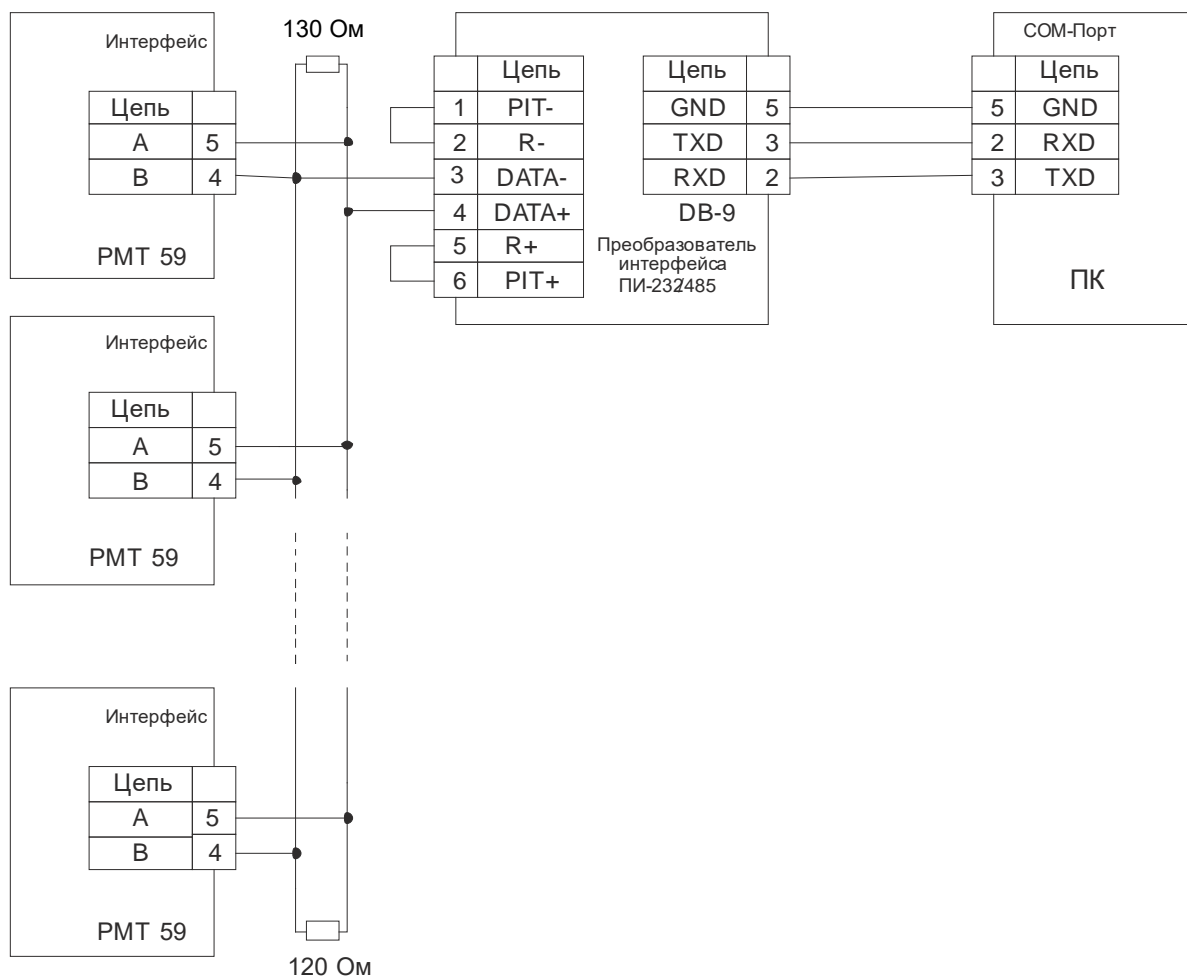 Интерфейс
Цепь
A 5
B 4
РМТ 59
130 Ом
Цепь
1 PIT-
2 R-
3 DATA-
4 DATA+
5 R+
6 PIT+
Цепь
GND 5
TXD 3
RXD 2
DB-9
Преобразователь
интерфейса
ПИ-232/485
COM-Порт
Цепь
5 GND
2 RXD
3 TXD
ПК
Интерфейс
Цепь
A 5
B 4
РМТ 59
Интерфейс
Цепь
A 5
B 4
РМТ 59
120 Ом